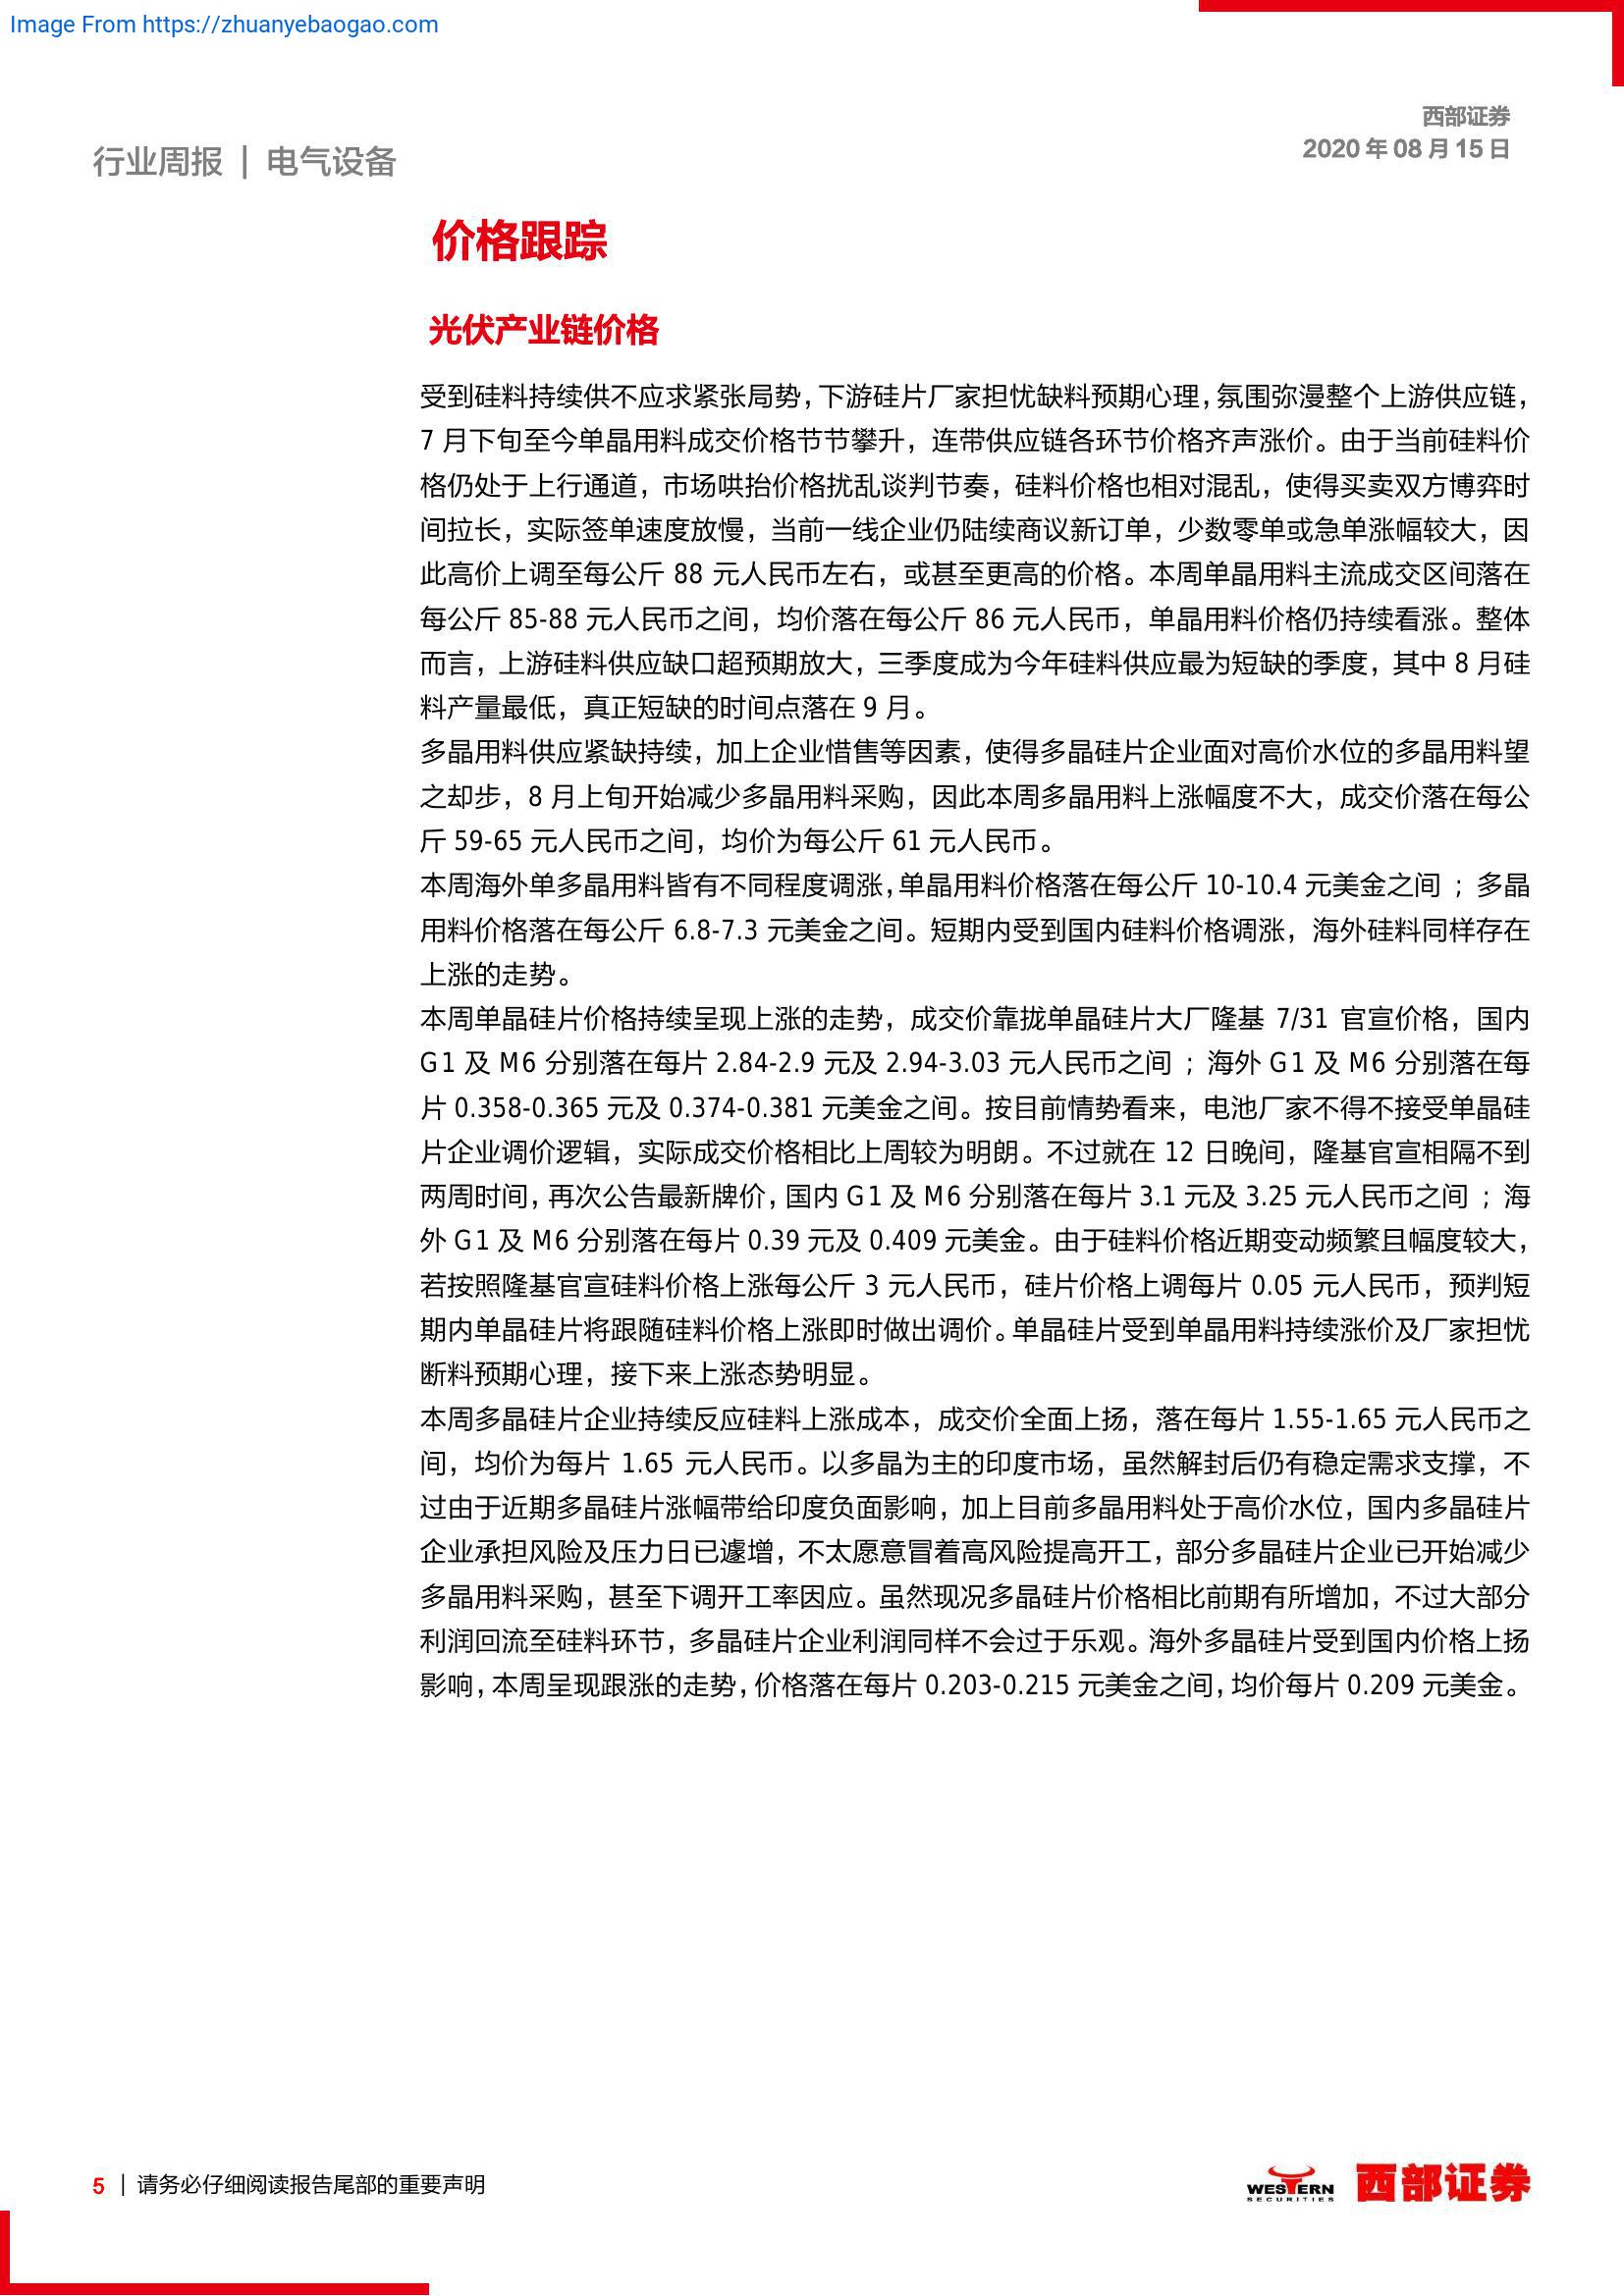 Image From https://zhuanyebaogao.com
西部证券
2020 年 08 月 15 日
行业周报 | 电气设备
价格跟踪
光伏产业链价格
受到硅料持续供不应求紧张局势，下游硅片厂家担忧缺料预期心理，氛围弥漫整个上游供应链，
7 月下旬至今单晶用料成交价格节节攀升，连带供应链各环节价格齐声涨价。由于当前硅料价
格仍处于上行通道，市场哄抬价格扰乱谈判节奏，硅料价格也相对混乱，使得买卖双方博弈时
间拉长，实际签单速度放慢，当前一线企业仍陆续商议新订单，少数零单或急单涨幅较大，因
此高价上调至每公斤 88 元人民币左右，或甚至更高的价格。本周单晶用料主流成交区间落在
每公斤 85-88 元人民币之间，均价落在每公斤 86 元人民币，单晶用料价格仍持续看涨。整体
而言，上游硅料供应缺口超预期放大，三季度成为今年硅料供应最为短缺的季度，其中 8 月硅
料产量最低，真正短缺的时间点落在 9 月。
多晶用料供应紧缺持续，加上企业惜售等因素，使得多晶硅片企业面对高价水位的多晶用料望
之却步，8 月上旬开始减少多晶用料采购，因此本周多晶用料上涨幅度不大，成交价落在每公
斤 59-65 元人民币之间，均价为每公斤 61 元人民币。
本周海外单多晶用料皆有不同程度调涨，单晶用料价格落在每公斤 10-10.4 元美金之间；多晶
用料价格落在每公斤 6.8-7.3 元美金之间。短期内受到国内硅料价格调涨，海外硅料同样存在
上涨的走势。
本周单晶硅片价格持续呈现上涨的走势，成交价靠拢单晶硅片大厂隆基 7/31 官宣价格，国内
G1 及 M6 分别落在每片 2.84-2.9 元及 2.94-3.03 元人民币之间；海外 G1 及 M6 分别落在每
片 0.358-0.365 元及 0.374-0.381 元美金之间。按目前情势看来，电池厂家不得不接受单晶硅
片企业调价逻辑，实际成交价格相比上周较为明朗。不过就在 12 日晚间，隆基官宣相隔不到
两周时间，再次公告最新牌价，国内 G1 及 M6 分别落在每片 3.1 元及 3.25 元人民币之间；海
外 G1 及 M6 分别落在每片 0.39 元及 0.409 元美金。由于硅料价格近期变动频繁且幅度较大，
若按照隆基官宣硅料价格上涨每公斤 3 元人民币，硅片价格上调每片 0.05 元人民币，预判短
期内单晶硅片将跟随硅料价格上涨即时做出调价。单晶硅片受到单晶用料持续涨价及厂家担忧
断料预期心理，接下来上涨态势明显。
本周多晶硅片企业持续反应硅料上涨成本，成交价全面上扬，落在每片 1.55-1.65 元人民币之
间，均价为每片 1.65 元人民币。以多晶为主的印度市场，虽然解封后仍有稳定需求支撑，不
过由于近期多晶硅片涨幅带给印度负面影响，加上目前多晶用料处于高价水位，国内多晶硅片
企业承担风险及压力日已遽增，不太愿意冒着高风险提高开工，部分多晶硅片企业已开始减少
多晶用料采购，甚至下调开工率因应。虽然现况多晶硅片价格相比前期有所增加，不过大部分
利润回流至硅料环节，多晶硅片企业利润同样不会过于乐观。海外多晶硅片受到国内价格上扬
影响，本周呈现跟涨的走势，价格落在每片 0.203-0.215 元美金之间，均价每片 0.209 元美金。
5 | 请务必仔细阅读报告尾部的重要声明
WESTERN
SECURITIES
西部证券